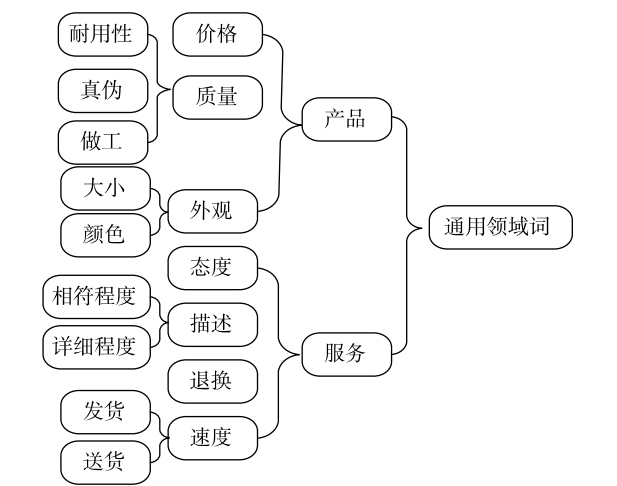 耐用性
价格
真伪
质量
产品
做工
大小
外观
颜色
通用领域词
态度
相符程度
描述
详细程度
服务
退换
发货
速度
送货